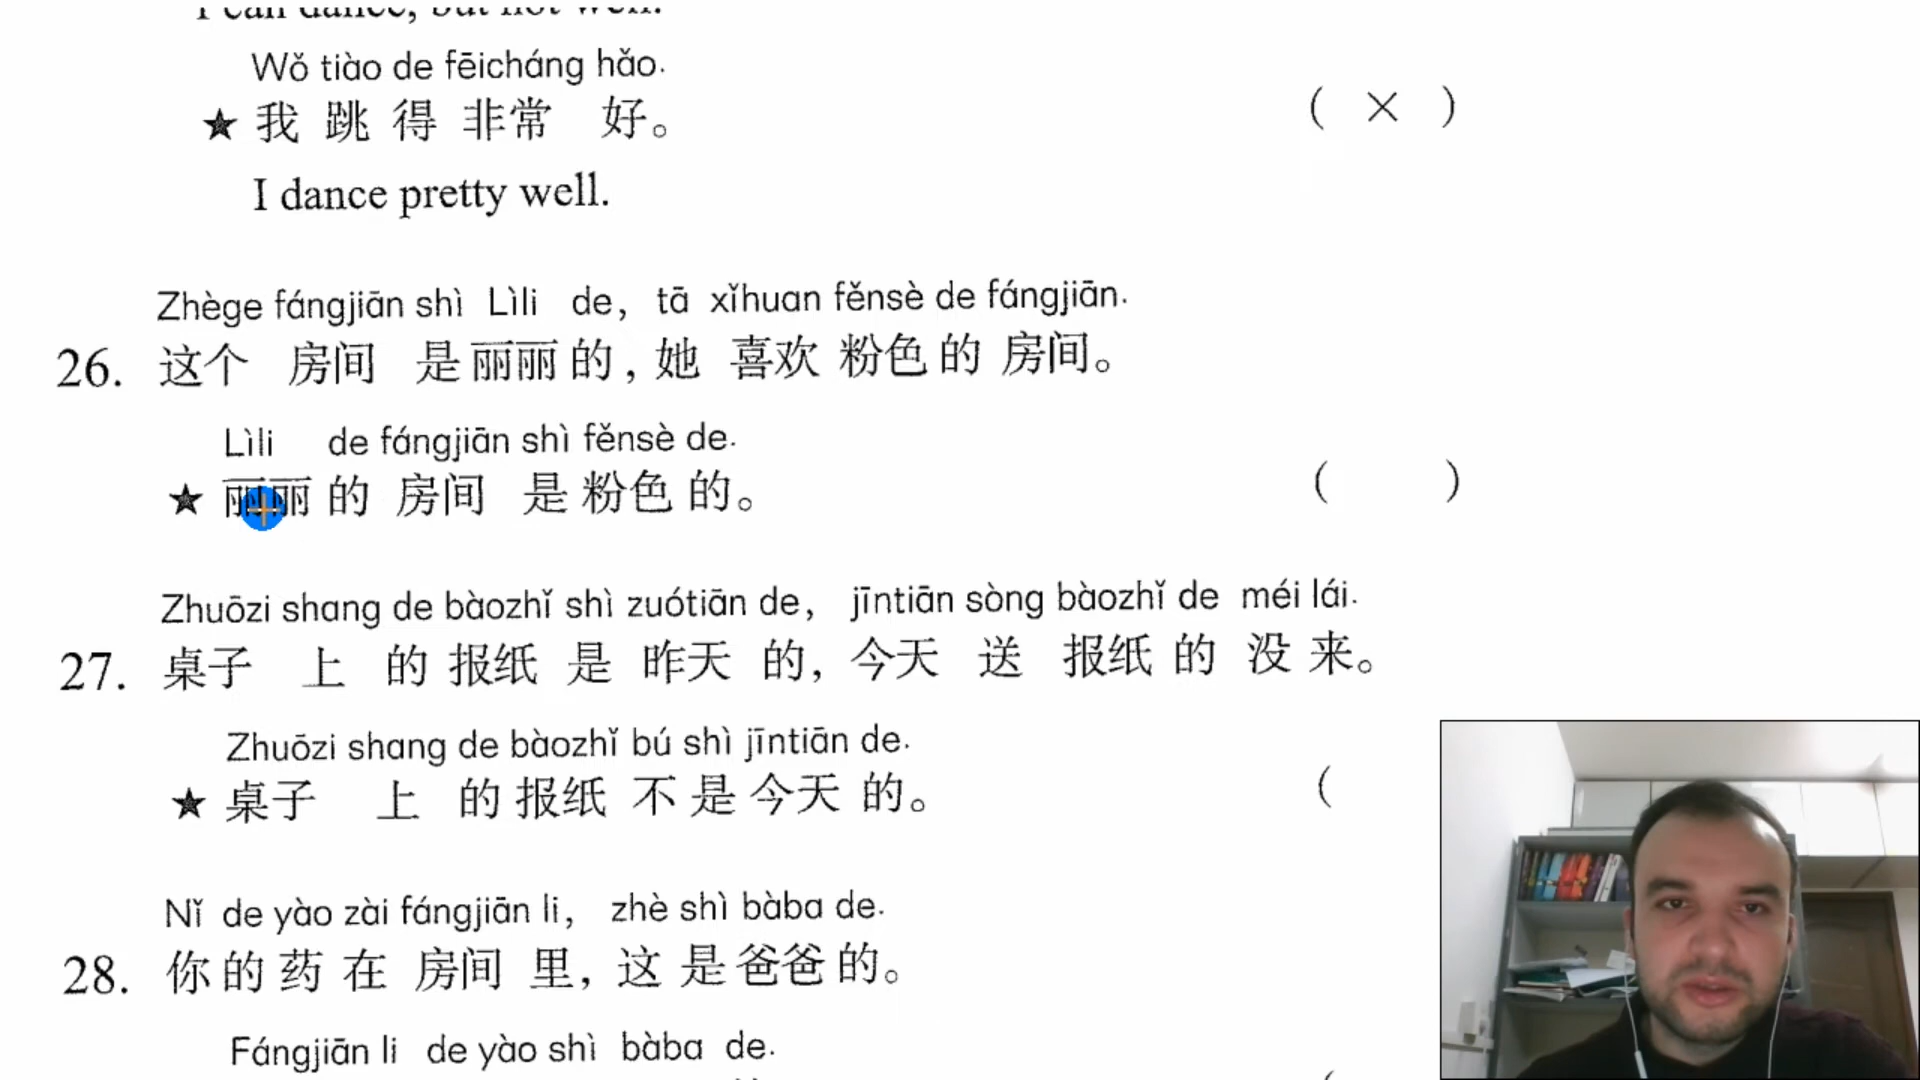 I can dance, but not well.
Wǒ tiào de fēicháng hǎo.
★ 我 跳 得 非常 好。 ( × )
I dance pretty well.
Zhège fángjiān shì Lìli de, tā xǐhuan fěnsè de fángjiān.
26. 这个 房间 是 丽丽 的, 她 喜欢 粉色 的 房间。
Lìli de fángjiān shì fěnsè de.
★ 丽丽 的 房间 是 粉色 的。 ( )
Zhuōzi shang de bàozhǐ shì zuótiān de, jīntiān sòng bàozhǐ de méi lái.
27. 桌子 上 的 报纸 是 昨天 的, 今天 送 报纸 的 没 来。
Zhuōzi shang de bàozhǐ bú shì jīntiān de.
★ 桌子 上 的 报纸 不 是 今天 的。 (
Nǐ de yào zài fángjiān li, zhè shì bàba de.
28. 你 的 药 在 房间 里, 这 是 爸爸 的。
Fángjiān li de yào shì bàba de.